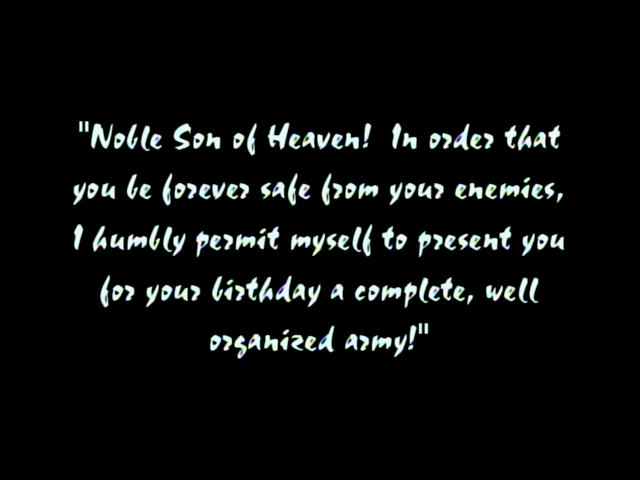 "Noble Son of Heaven!  In order that
you be forever safe from your enemies,
I humbly permit myself to present you
for your birthday a complete, well
organized army!"